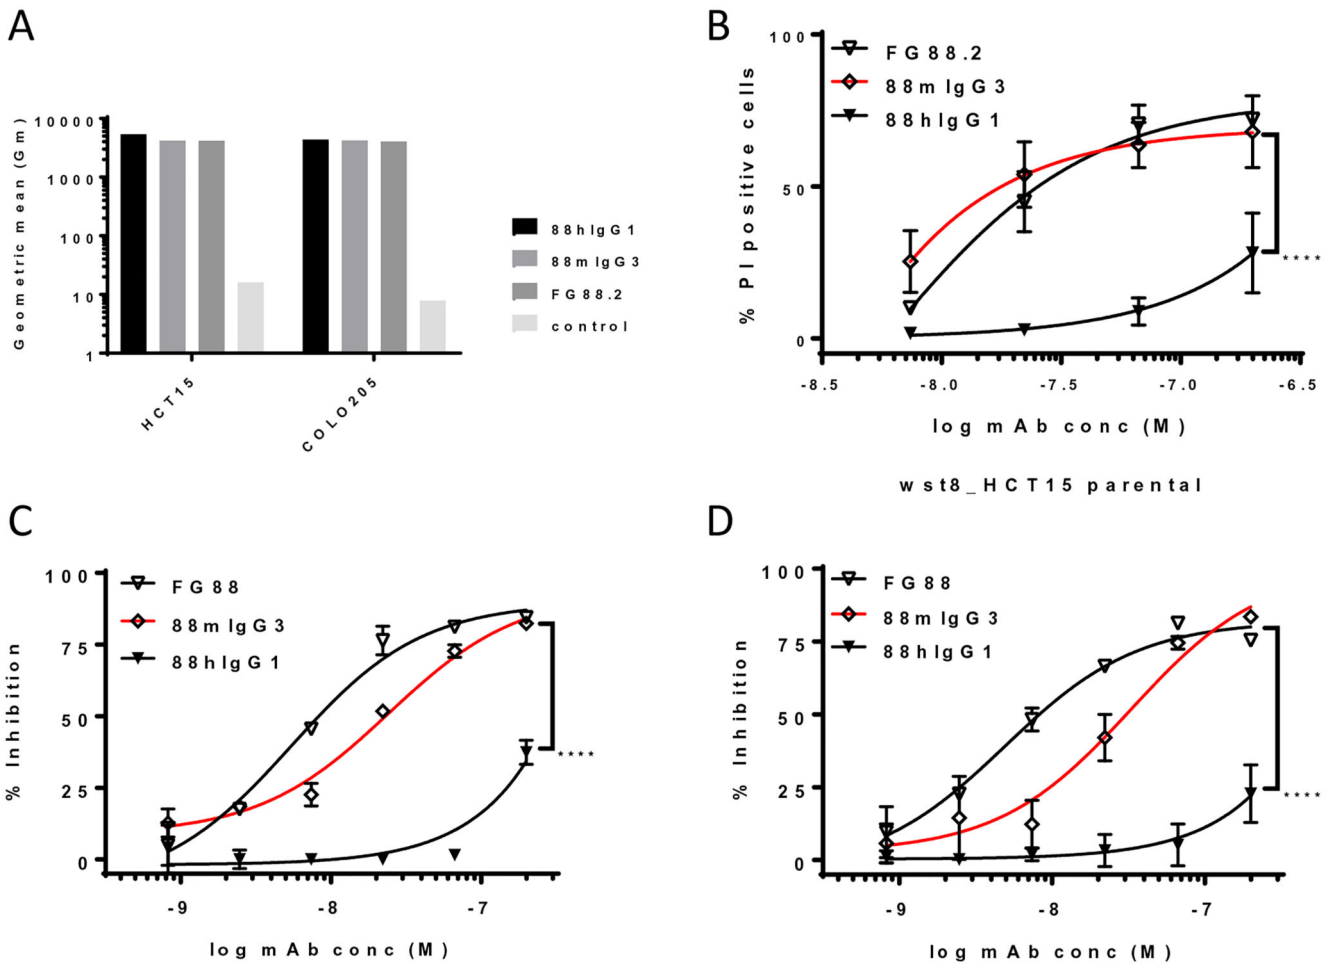 A
Geometric mean (Gm)
10000
1000
100
10
1
HCT15
COLO205
88hIgG1
88mIgG3
FG88.2
control
B
% PI positive cells
100
50
0
FG88.2
88mIgG3
88hIgG1
****
-8.5 -8.0 -7.5 -7.0 -6.5
log mAb conc (M)
wst8_HCT15 parental
C
% Inhibition
100
75
50
25
0
FG88
88mIgG3
88hIgG1
****
-9 -8 -7
log mAb conc (M)
D
% Inhibition
100
75
50
25
0
FG88
88mIgG3
88hIgG1
****
-9 -8 -7
log mAb conc (M)